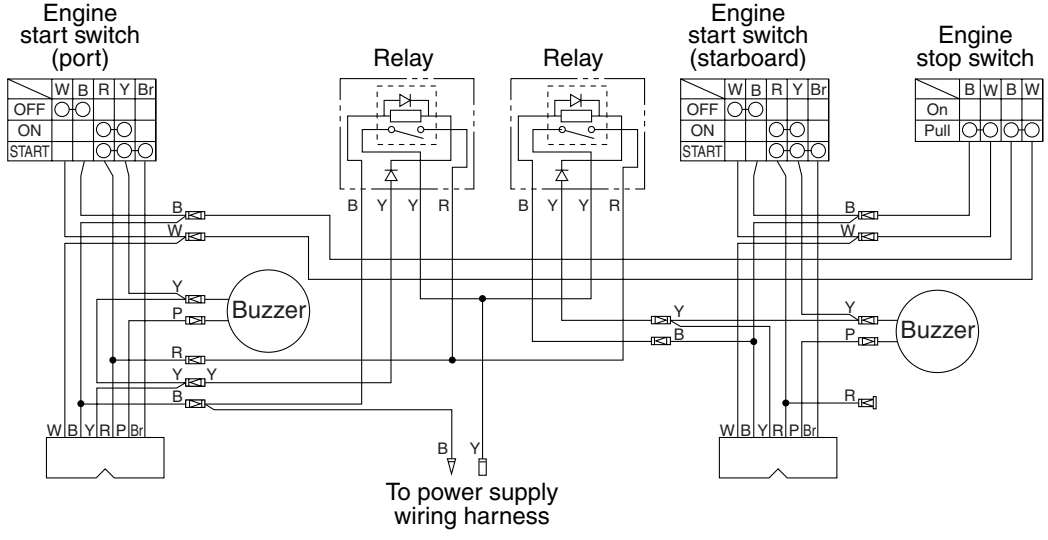 Engine
start switch
(port)
Relay
Relay
Engine
start switch
(starboard)
Engine
stop switch
W B R Y Br
OFF
ON
START
W B R Y Br
OFF
ON
START
B W B W
On
Pull
B Y Y R
B Y Y R
B
W
B
W
Y
P
Buzzer
R
Y Y
B
Y
B
Y
P
Buzzer
R
W B Y R P Br
W B Y R P Br
B Y
To power supply
wiring harness